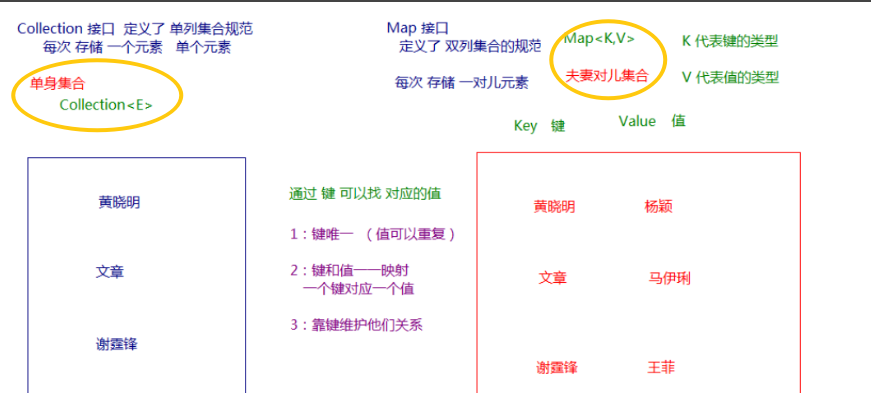 Collection 接口 定义了 单列集合规范
每次 存储 一个元素 单个元素
单身集合
Collection<E>
黄晓明
文章
谢霆锋
Map 接口
定义了 双列集合的规范
每次 存储 一对儿元素
Map<K,V>
夫妻对儿集合
K 代表键的类型
V 代表值的类型
Key 键
Value 值
通过 键 可以找 对应的值
1：键唯一 （值可以重复）
2：键和值一一映射
一个键对应一个值
3：靠键维护他们关系
黄晓明 杨颖
文章 马伊琍
谢霆锋 王菲